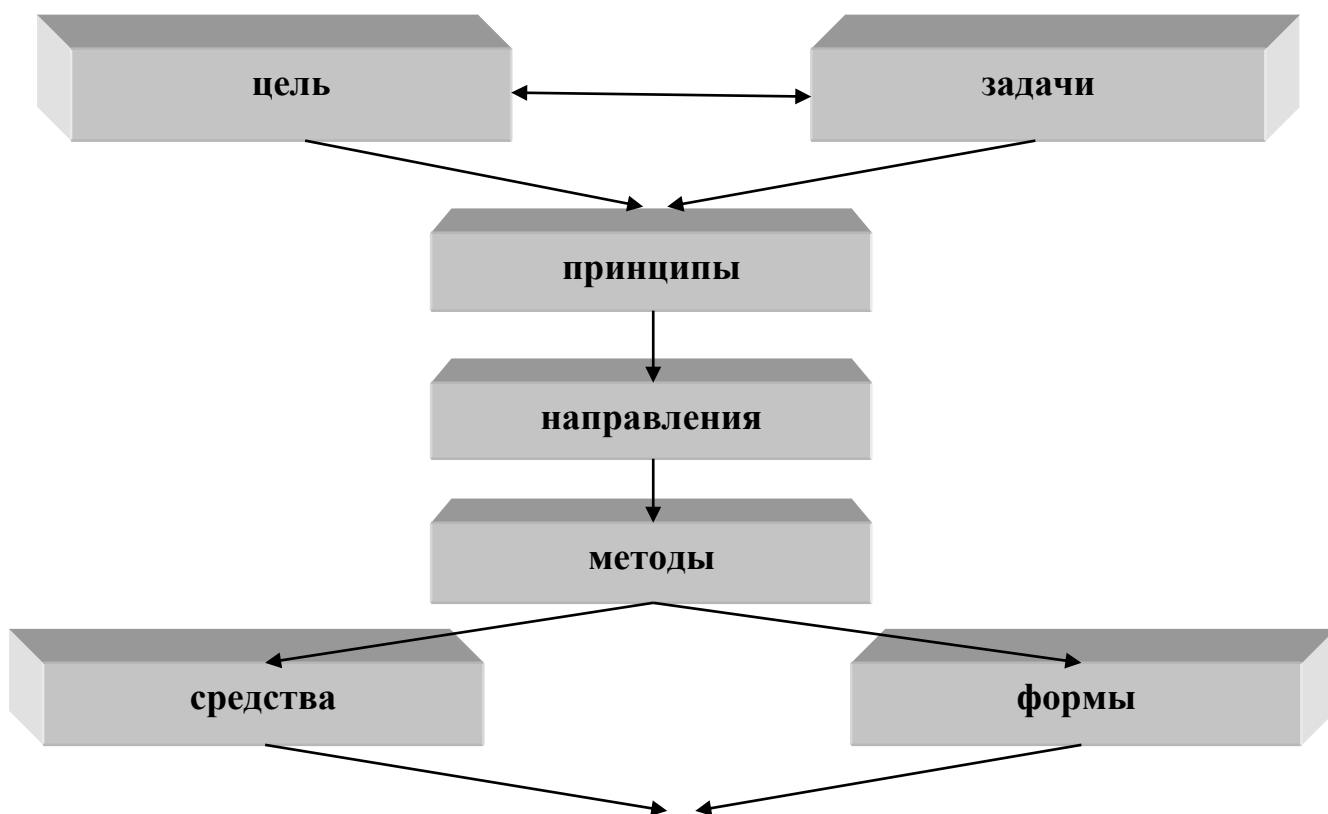 цель
задачи
принципы
направления
методы
средства
формы